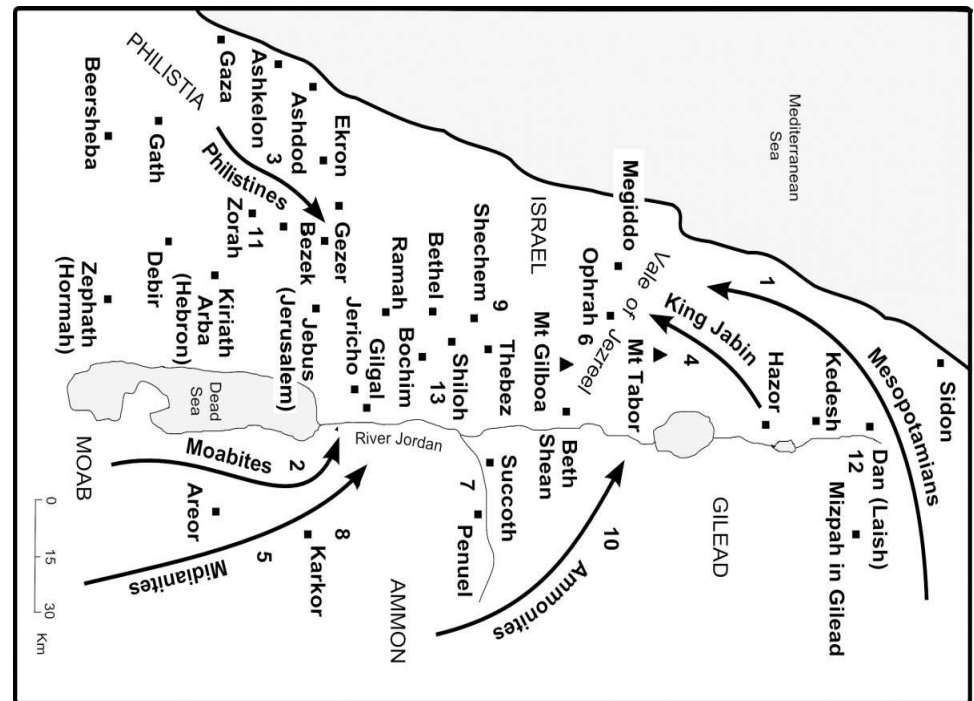 Mediterranean
Sea
Sidon
Mesopotamians
1
Kedesh
Dan (Laish)
12
Mizpah in Gilead
Hazor
King Jabin
4
Mt Tabor
Vale of Jezreel
Megiddo
Ophrah 6
Mt Gilboa
Beth
Shean
GILEAD
ISRAEL
Shechem
9
Thebez
Succoth
7
Penuel
10
Ammonites
AMMON
Bethel
Shiloh
13
Ramah
Bochim
Gilgal
Jericho
River Jordan
Ekron
Gezer
Ashdod
Ashkelon
3
Gaza
PHILISTIA
Philistines
Bezek
Jebus
(Jerusalem)
Zorah
11
Gath
Kiriath
Arba
(Hebron)
Debir
Beersheba
Zephath
(Hormah)
Dead
Sea
Moabites
2
MOAB
Areor
8
Karkor
Midianites
5
0
15
30
Km